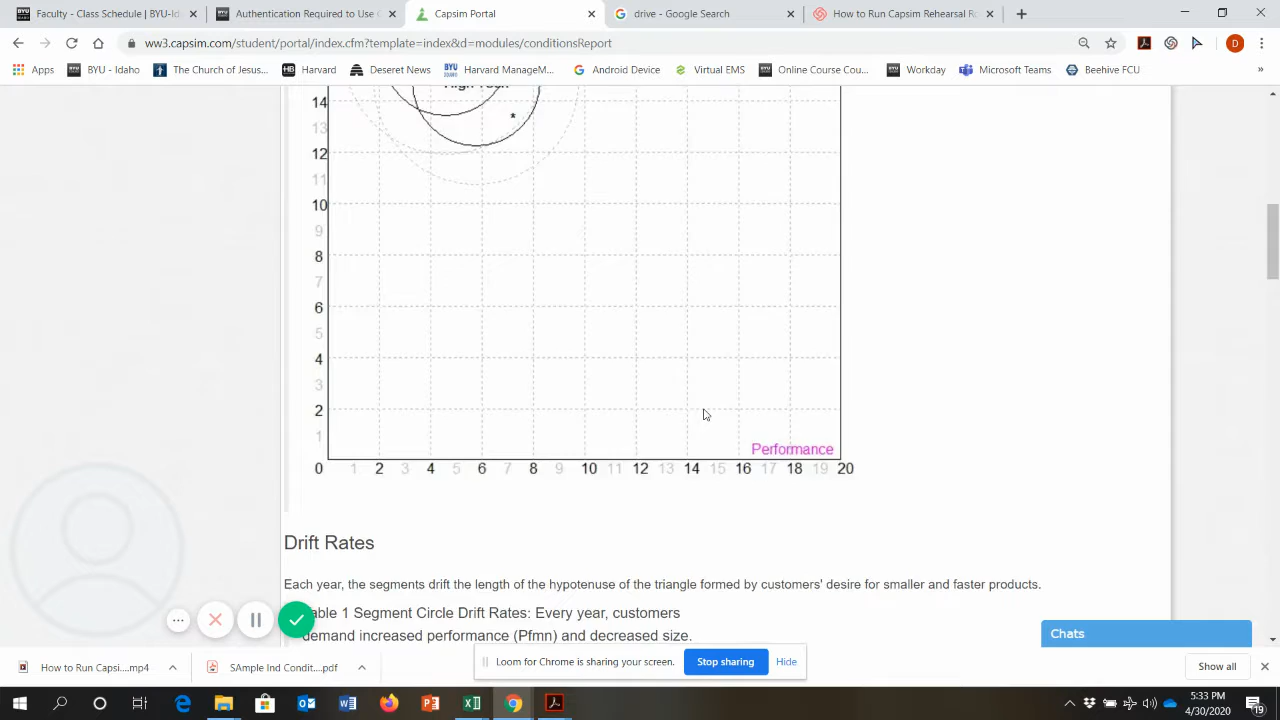 Faculty - Class Schedule | BYU-Id
Authentication Required to Use G
Capsim Portal
drive - Google Search
How to Run Capsim Rehearsal Ro
ww3.capsim.com/student/portal/index.cfm?template=index&d=modules/conditionsReport
D
Apps
BYU - Idaho
The Church of Jesus...
Harvard
Deseret News
Harvard ManageM...
Android Device
Virtual EMS
Online Course Cou...
Workday
Microsoft Teams
Beehive FCU
»
High Tech
14
*
13
12
11
10
9
8
7
6
5
4
3
2
1
Performance
0 1 2 3 4 5 6 7 8 9 10 11 12 13 14 15 16 17 18 19 20
Drift Rates
Each year, the segments drift the length of the hypotenuse of the triangle formed by customers' desire for smaller and faster products.
able 1 Segment Circle Drift Rates: Every year, customers
demand increased performance (Pfmn) and decreased size.
Chats
How to Run Capsi....mp4
SAmple Ind Condit....pdf
Loom for Chrome is sharing your screen.
Stop sharing
Hide
Show all
5:33 PM
4/30/2020
19